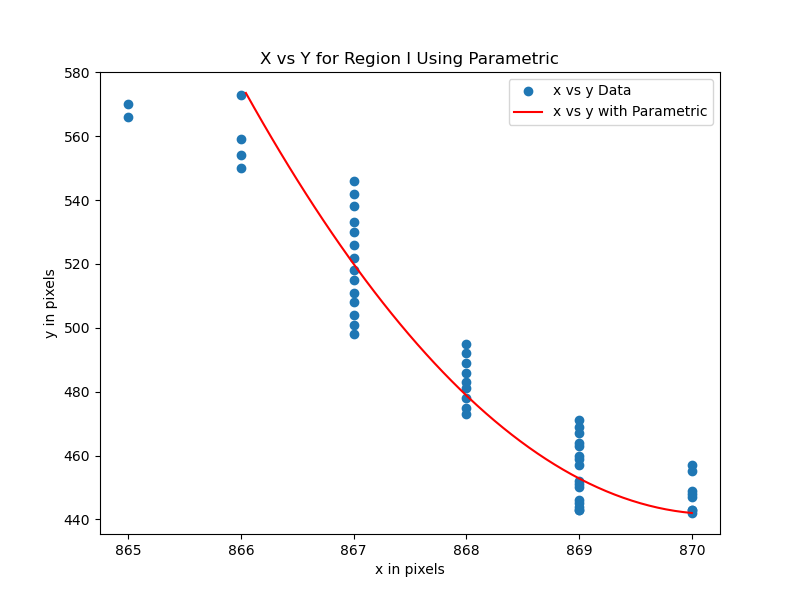 X vs Y for Region I Using Parametric
x vs y Data
x vs y with Parametric
580
560
540
520
500
480
460
440
y in pixels
865 866 867 868 869 870
x in pixels